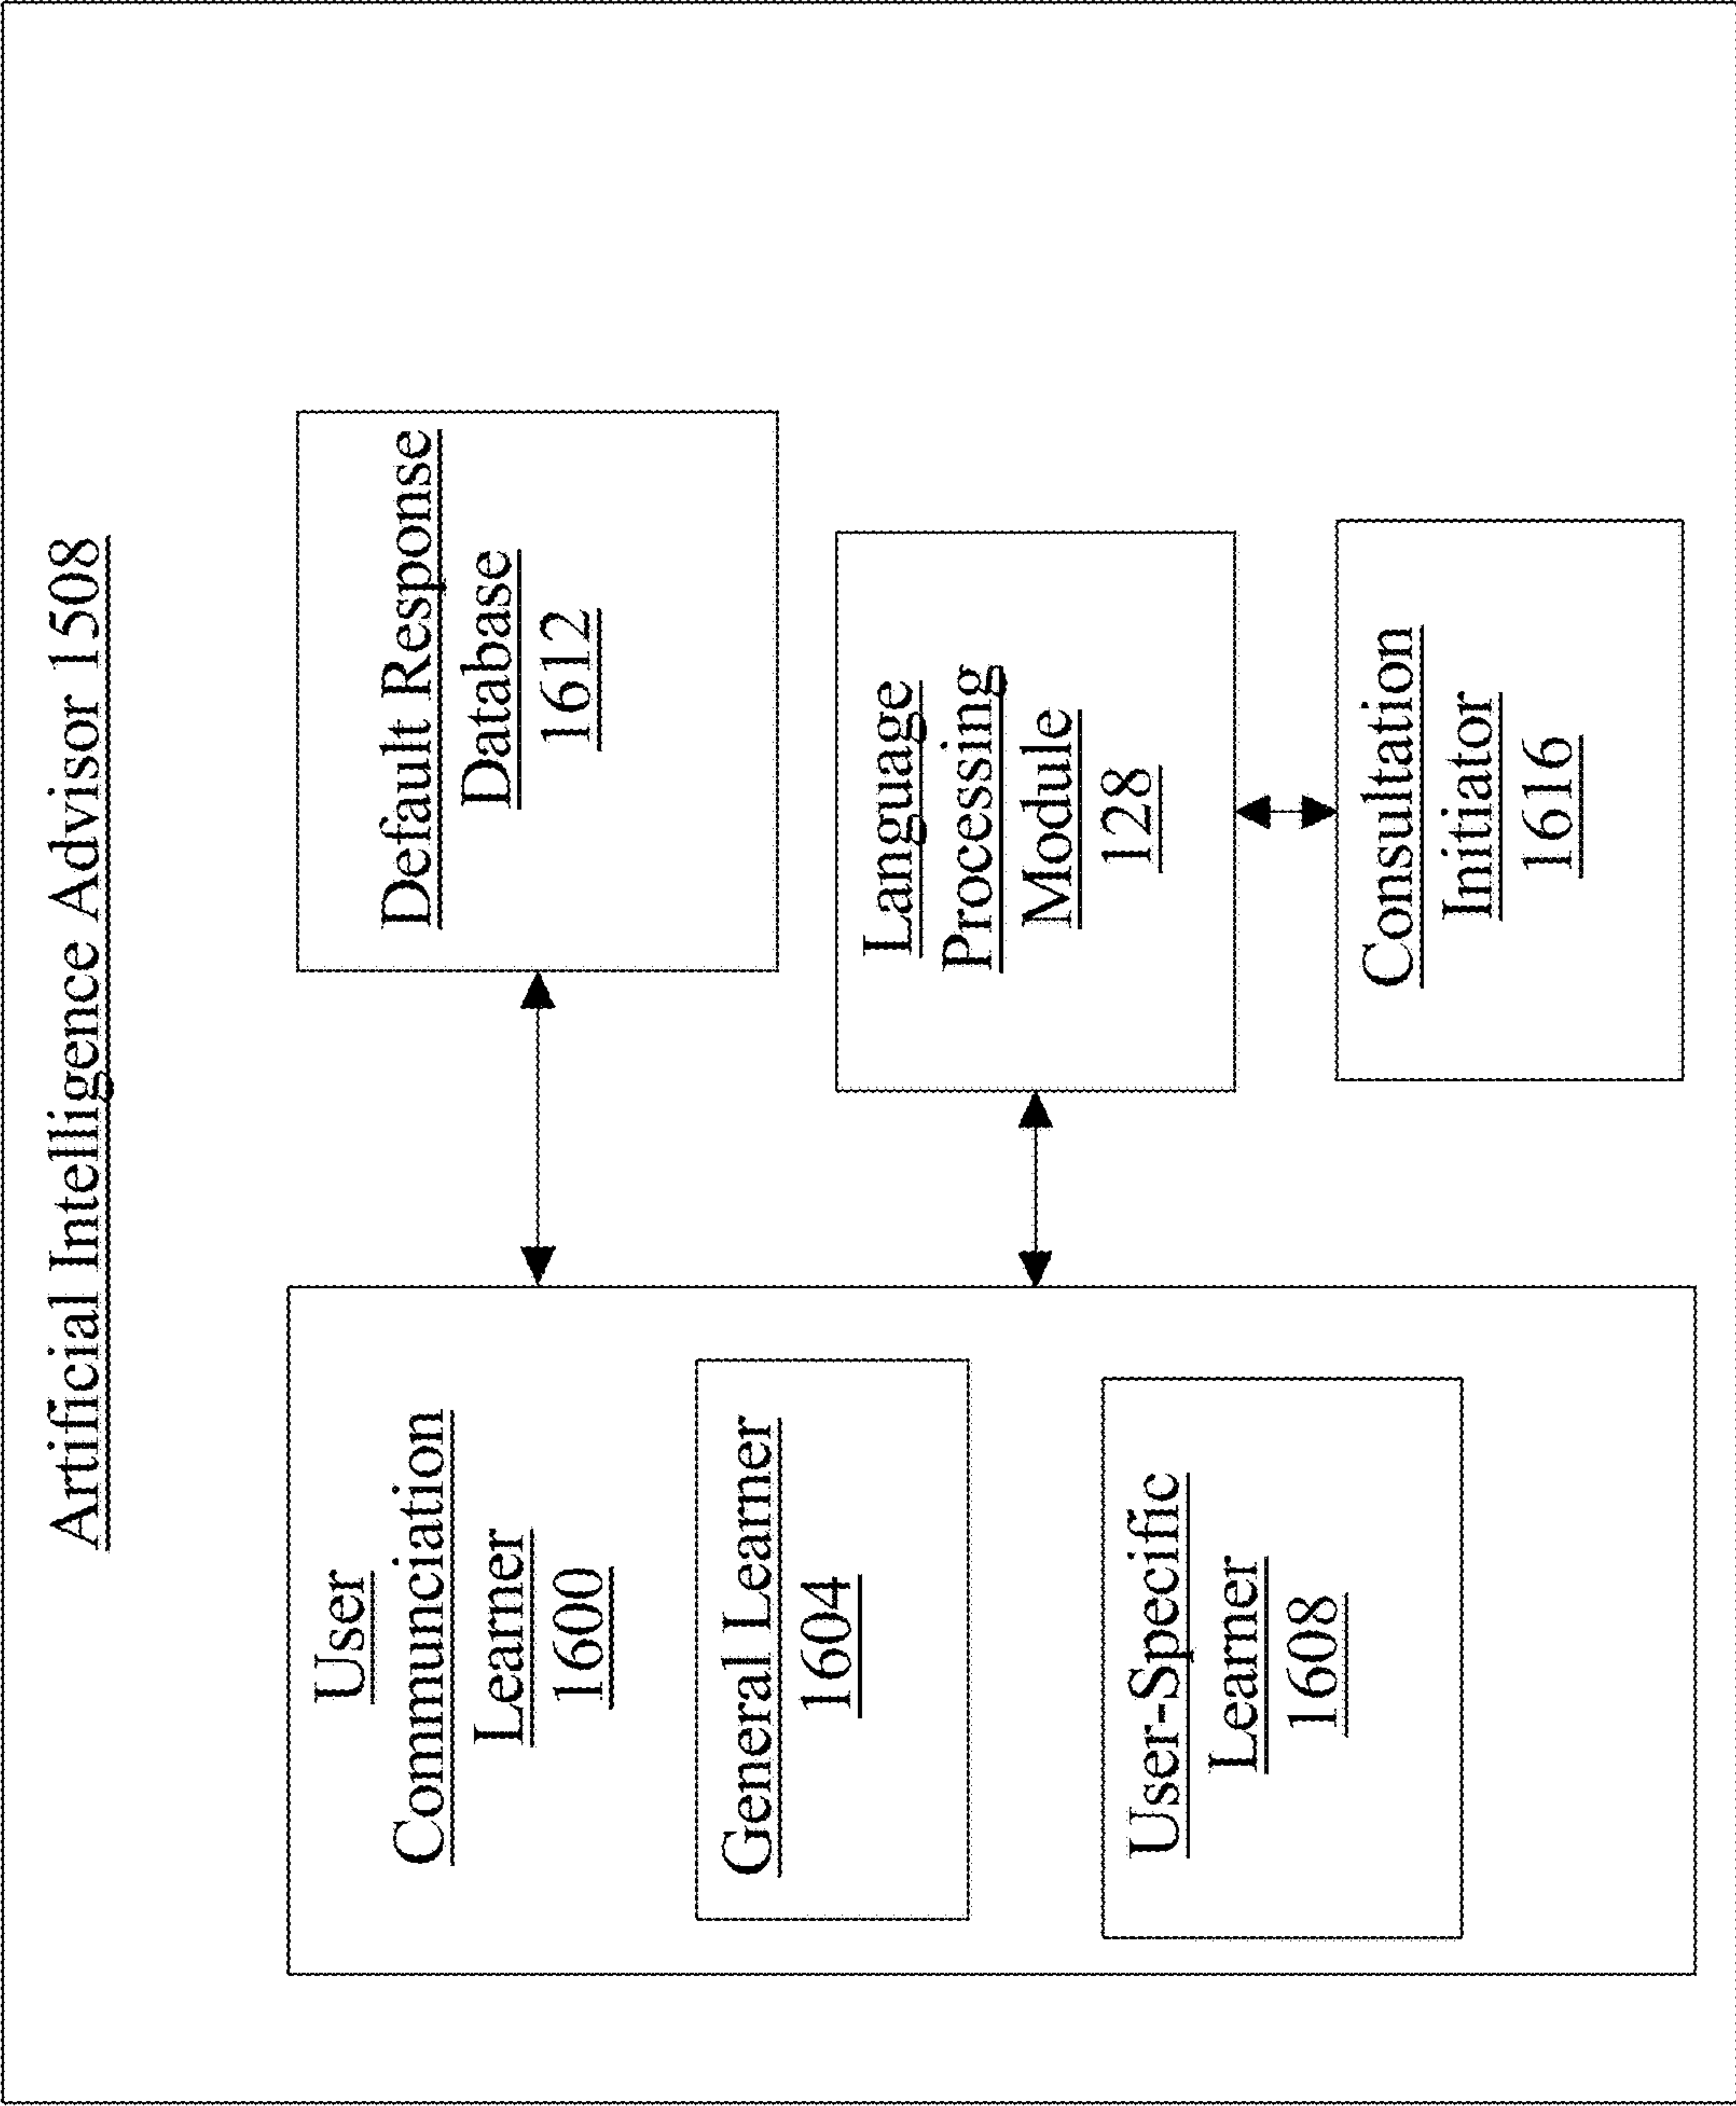 Artificial Intelligence Advisor 1508
User
Communciation
Learner
1600
General Learner
1604
User-Specific
Learner
1608
Default Response
Database
1612
Language
Processing
Module
128
Consultation
Initiator
1616